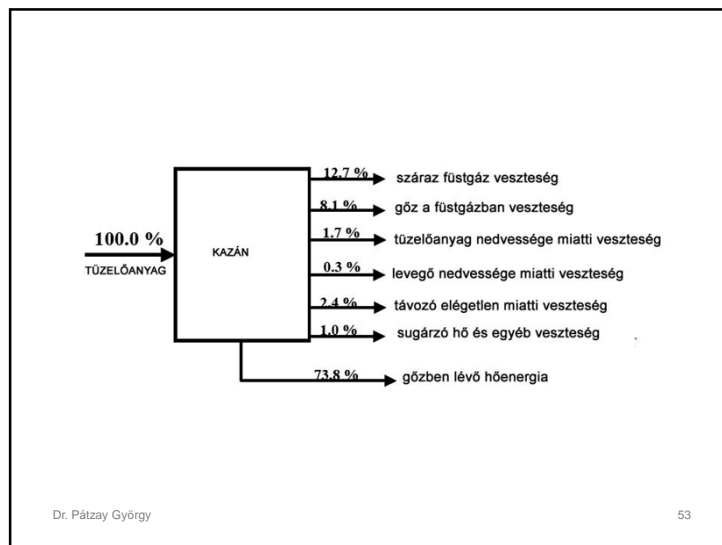 12.7 % száraz füstgáz veszteség
8.1 % gőz a füstgázban veszteség
100.0 %
1.7 % tüzelőanyag nedvessége miatti veszteség
KAZÁN
TÜZELŐANYAG
0.3 % levegő nedvessége miatti veszteség
2.4 % távozó elégetlen miatti veszteség
1.0 % sugárzó hő és egyéb veszteség
73.8 % gőzben lévő hőenergia
Dr. Pátzay György
53